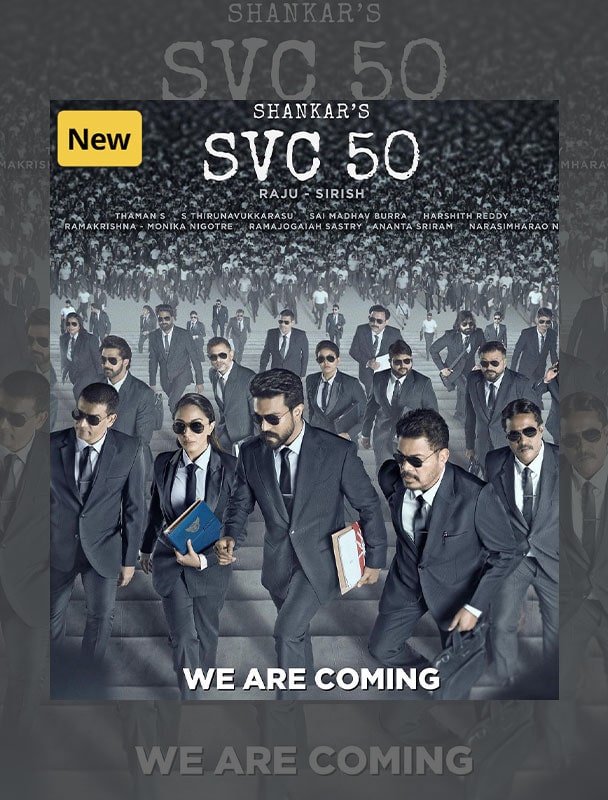 SHANKAR'S
SVC 50
New
SHANKAR'S
SVC 50
RAJU - SIRISH
THAMAN S S THIRUNAVUKKARASU SAI MADHAV BURRA HARSHITH REDDY
RAMAKRISHNA - MONIKA NIGOTRE RAMAJOGAIAH SASTRY ANANTA SRIRAM NARASIMHARAO N
WE ARE COMING
WE ARE COMING